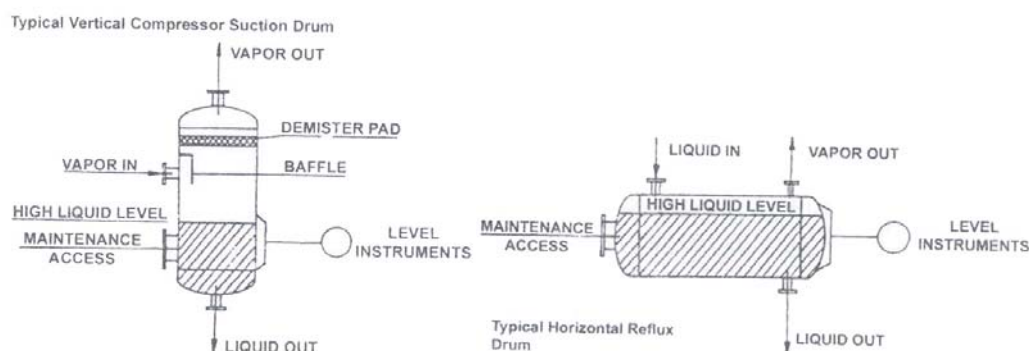 Typical Vertical Compressor Suction Drum
VAPOR OUT
DEMISTER PAD
VAPOR IN
BAFFLE
HIGH LIQUID LEVEL
MAINTENANCE
ACCESS
LEVEL
INSTRUMENTS
LIQUID OUT
LIQUID IN
VAPOR OUT
HIGH LIQUID LEVEL
MAINTENANCE
ACCESS
LEVEL
INSTRUMENTS
Typical Horizontal Reflux
Drum
LIQUID OUT